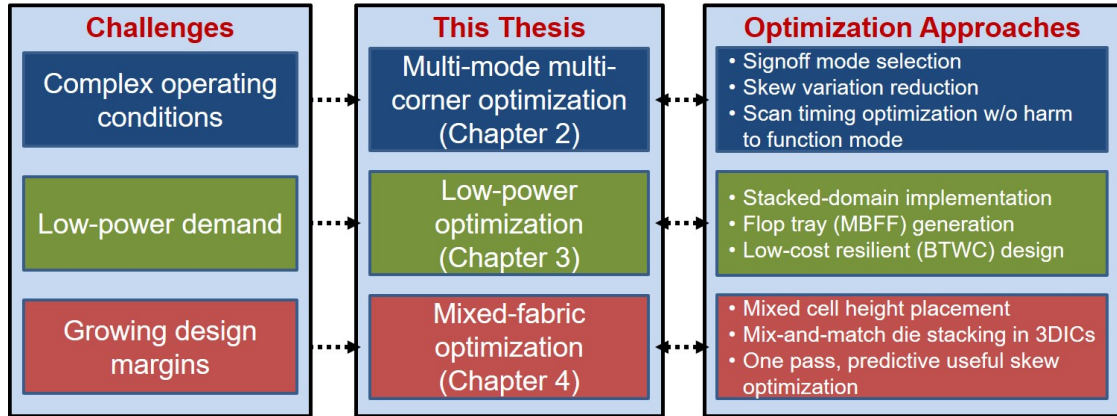 Challenges
Complex operating
conditions
Low-power demand
Growing design
margins
This Thesis
Multi-mode multi-
corner optimization
(Chapter 2)
Low-power
optimization
(Chapter 3)
Mixed-fabric
optimization
(Chapter 4)
Optimization Approaches
• Signoff mode selection
• Skew variation reduction
• Scan timing optimization w/o harm
to function mode
• Stacked-domain implementation
• Flop tray (MBFF) generation
• Low-cost resilient (BTWC) design
• Mixed cell height placement
• Mix-and-match die stacking in 3DICs
• One pass, predictive useful skew
optimization